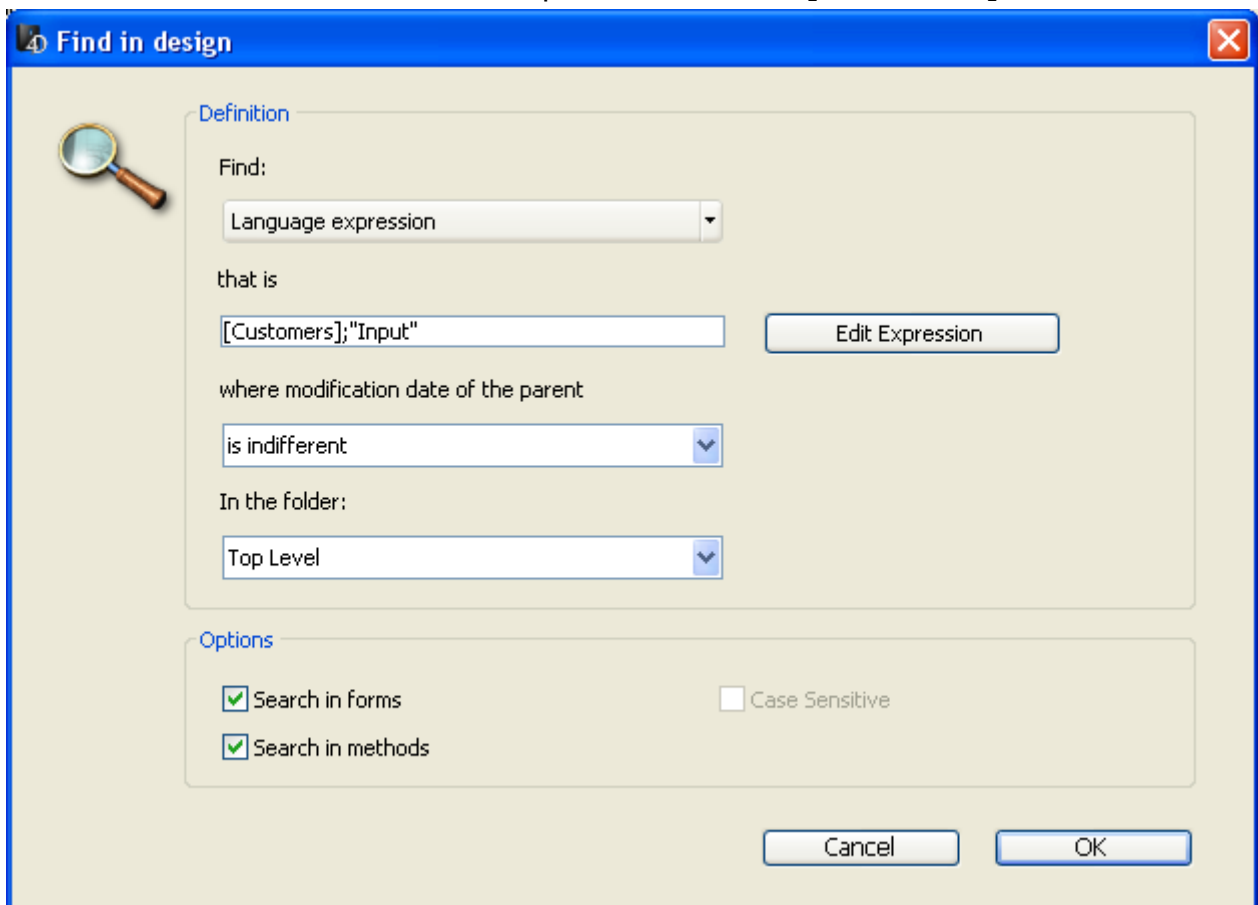 Find in design
Definition
Find:
Language expression
that is
[Customers];"Input"
Edit Expression
where modification date of the parent
is indifferent
In the folder:
Top Level
Options
Search in forms
Case Sensitive
Search in methods
Cancel
OK